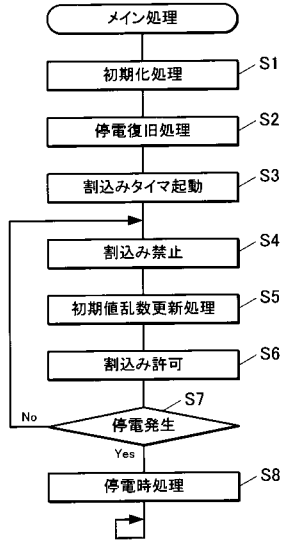 メイン処理
初期化処理
S1
停電復旧処理
S2
割込みタイマ起動
S3
割込み禁止
S4
初期値乱数更新処理
S5
割込み許可
S6
停電発生
S7
No
Yes
停電時処理
S8